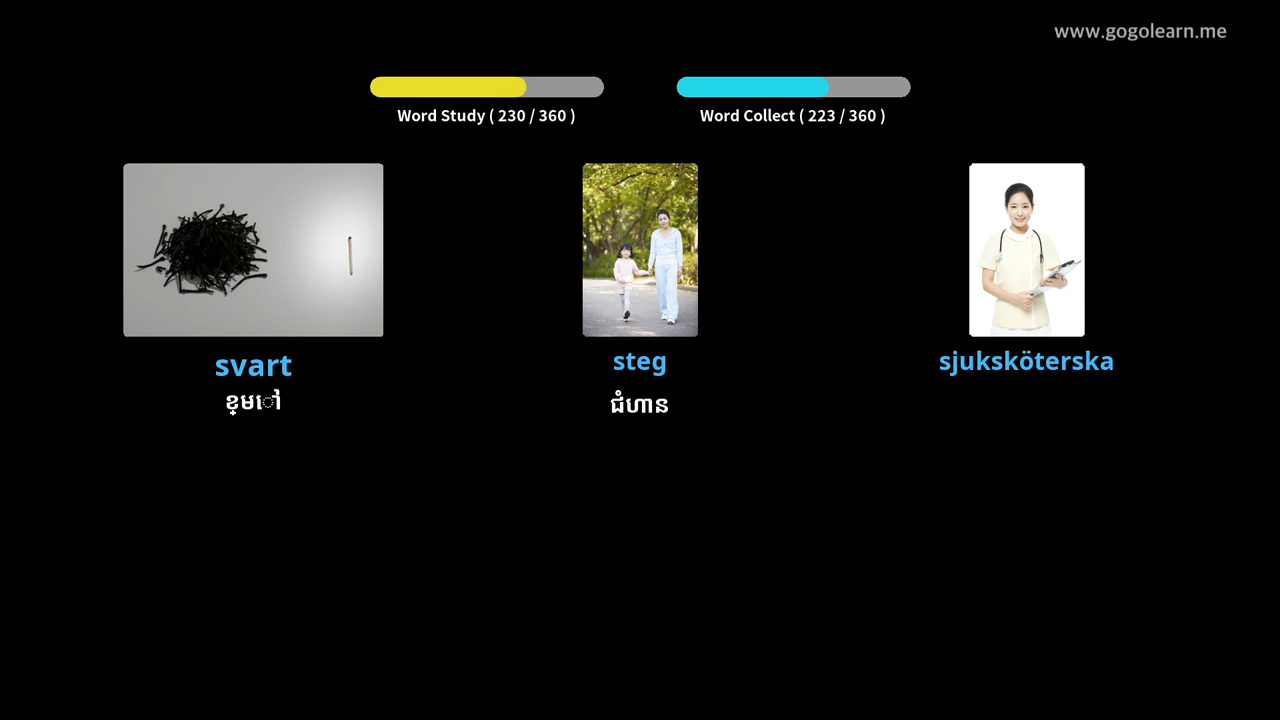 www.gogolearn.me
Word Study ( 230 / 360 )
Word Collect ( 223 / 360 )
svart
steg
sjuksköterska
ខ្មៅ
ជំហាន